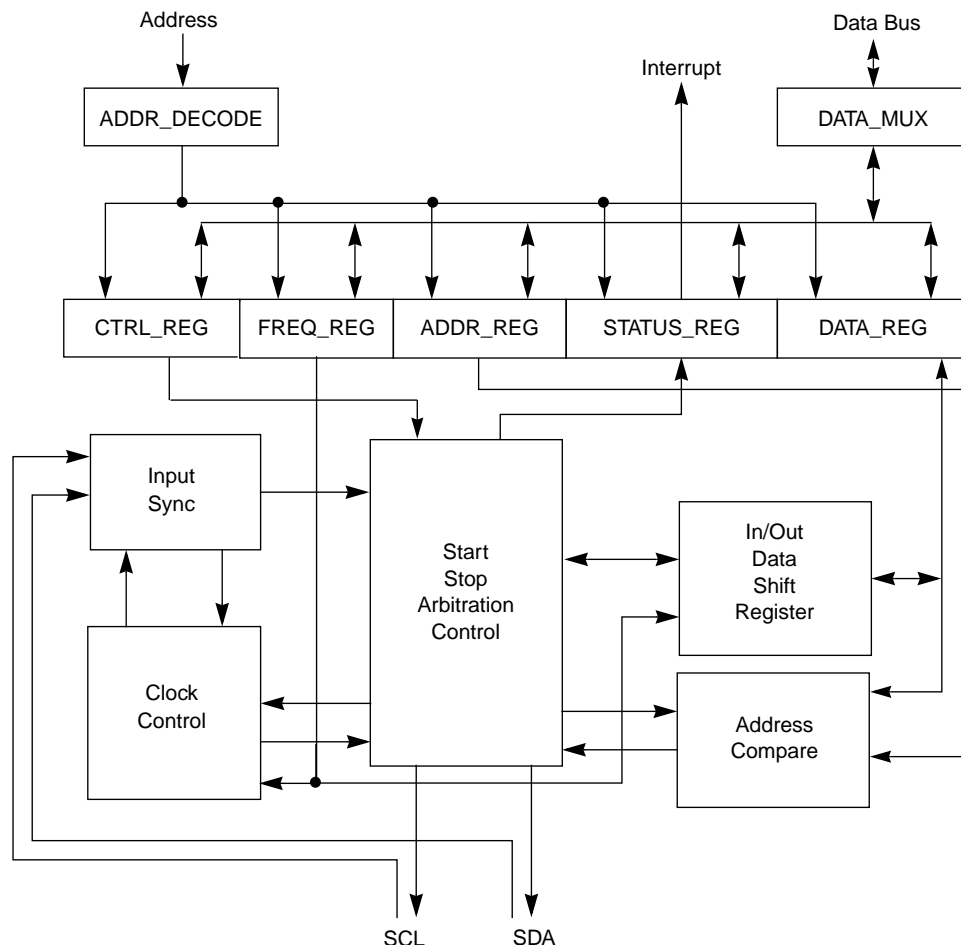 Address
Data Bus
Interrupt
ADDR_DECODE
DATA_MUX
CTRL_REG
FREQ_REG
ADDR_REG
STATUS_REG
DATA_REG
Input
Sync
Start
Stop
Arbitration
Control
In/Out
Data
Shift
Register
Clock
Control
Address
Compare
SCL
SDA